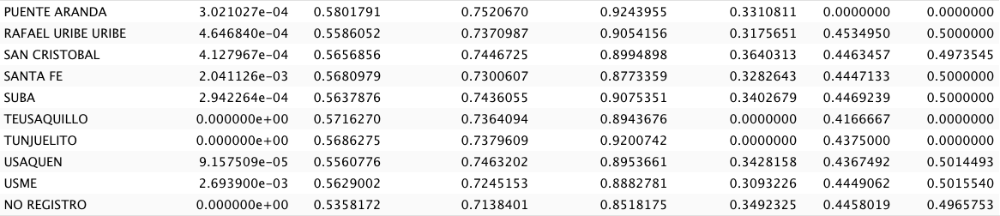 PUENTE ARANDA 3.021027e-04 0.5801791 0.7520670 0.9243955 0.3310811 0.0000000 0.0000000
RAFAEL URIBE URIBE 4.646840e-04 0.5586052 0.7370987 0.9054156 0.3175651 0.4534950 0.5000000
SAN CRISTOBAL 4.127967e-04 0.5656856 0.7446725 0.8994898 0.3640313 0.4463457 0.4973545
SANTA FE 2.041126e-03 0.5680979 0.7300607 0.8773359 0.3282643 0.4447133 0.5000000
SUBA 2.942264e-04 0.5637876 0.7436055 0.9075351 0.3402679 0.4469239 0.5000000
TEUSAQUILLO 0.000000e+00 0.5716270 0.7364094 0.8943676 0.0000000 0.4166667 0.0000000
TUNJUELITO 0.000000e+00 0.5686275 0.7379609 0.9200742 0.0000000 0.4375000 0.0000000
USAQUEN 9.157509e-05 0.5560776 0.7463202 0.8953661 0.3428158 0.4367492 0.5014493
USME 2.693900e-03 0.5629002 0.7245153 0.8882781 0.3093226 0.4449062 0.5015540
NO REGISTRO 0.000000e+00 0.5358172 0.7138401 0.8518175 0.3492325 0.4458019 0.4965753